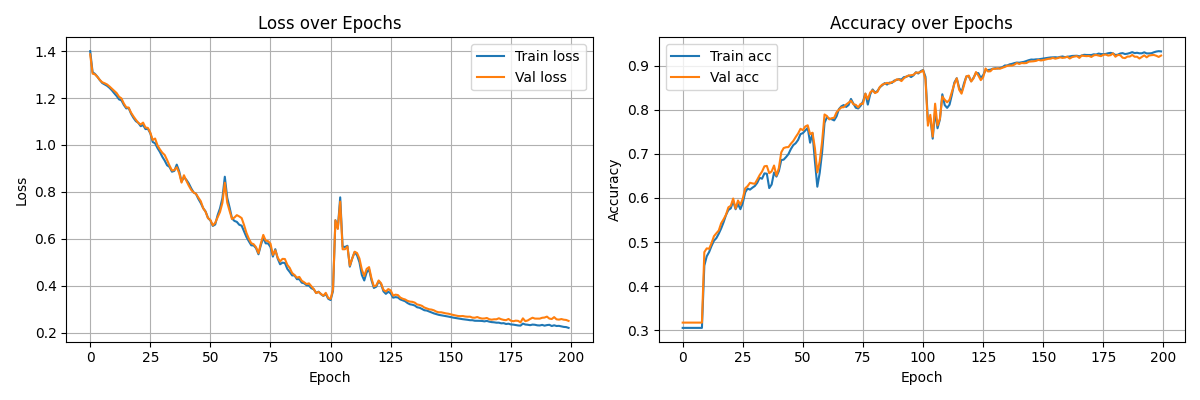 Loss over Epochs
1.4
1.2
1.0
0.8
0.6
0.4
0.2
Loss
Train loss
Val loss
0 25 50 75 100 125 150 175 200
Epoch
Accuracy over Epochs
0.9
0.8
0.7
0.6
0.5
0.4
0.3
Accuracy
Train acc
Val acc
0 25 50 75 100 125 150 175 200
Epoch